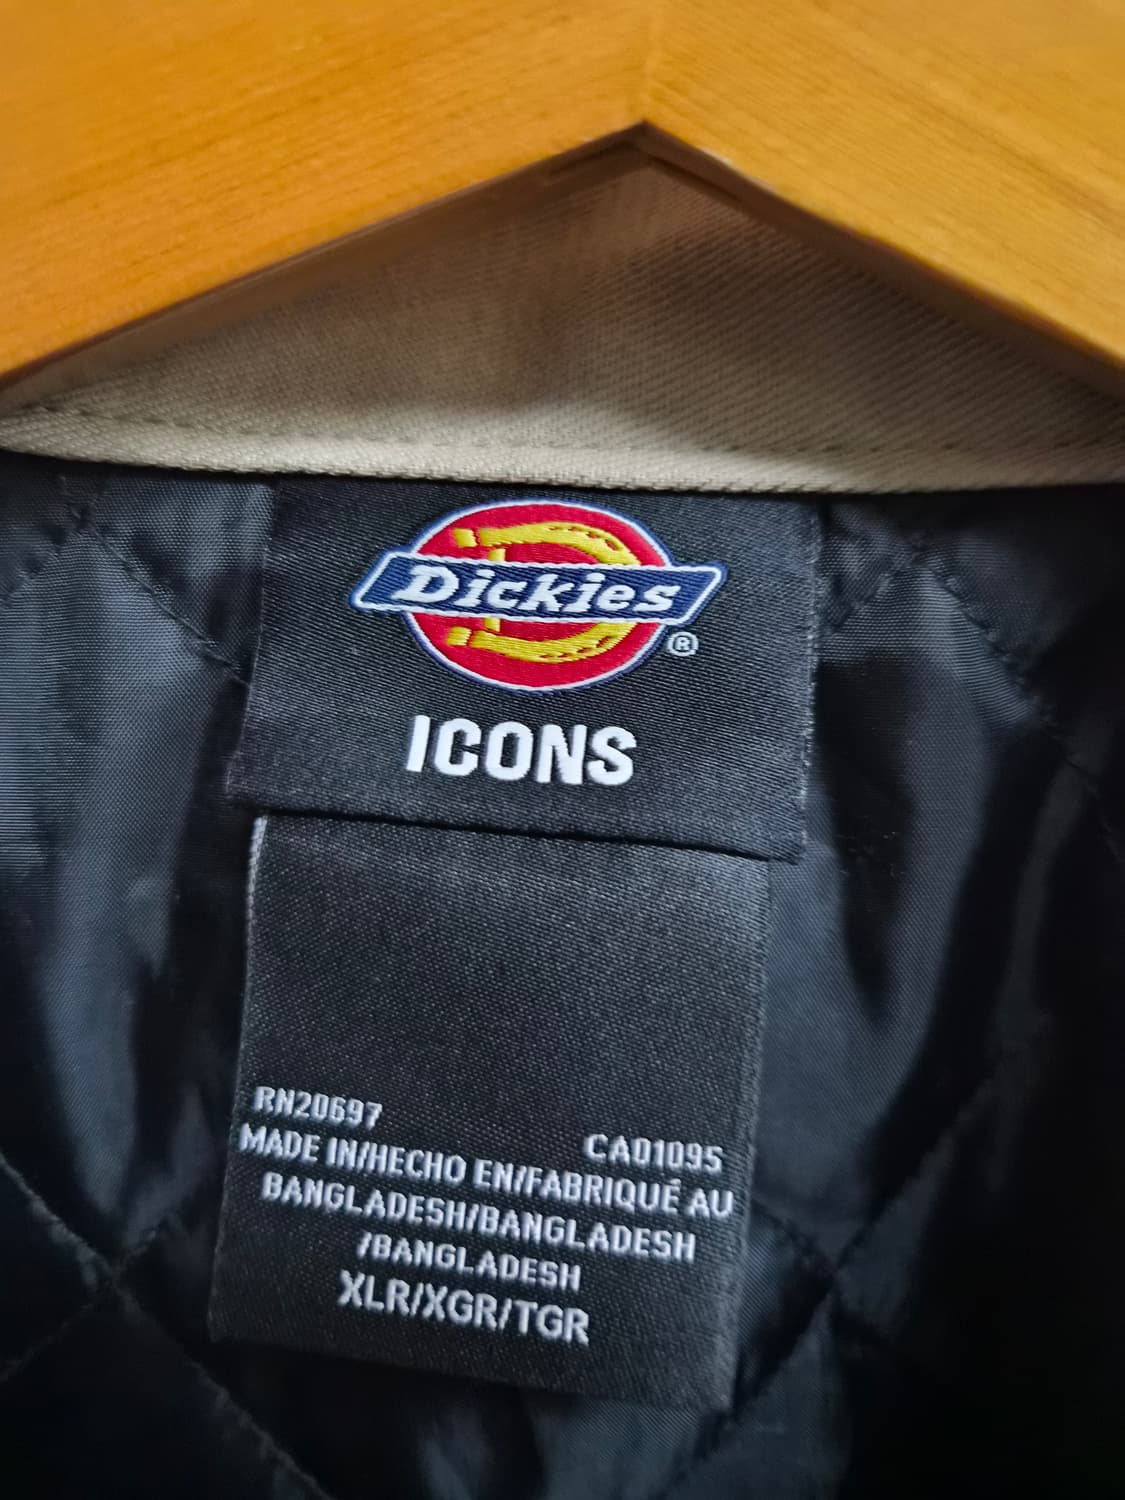 Dickies
®
ICONS
RN20697
CA01095
MADE IN/HECHO EN/FABRIQUÉ AU
BANGLADESH/BANGLADESH
/BANGLADESH
XLR/XGR/TGR